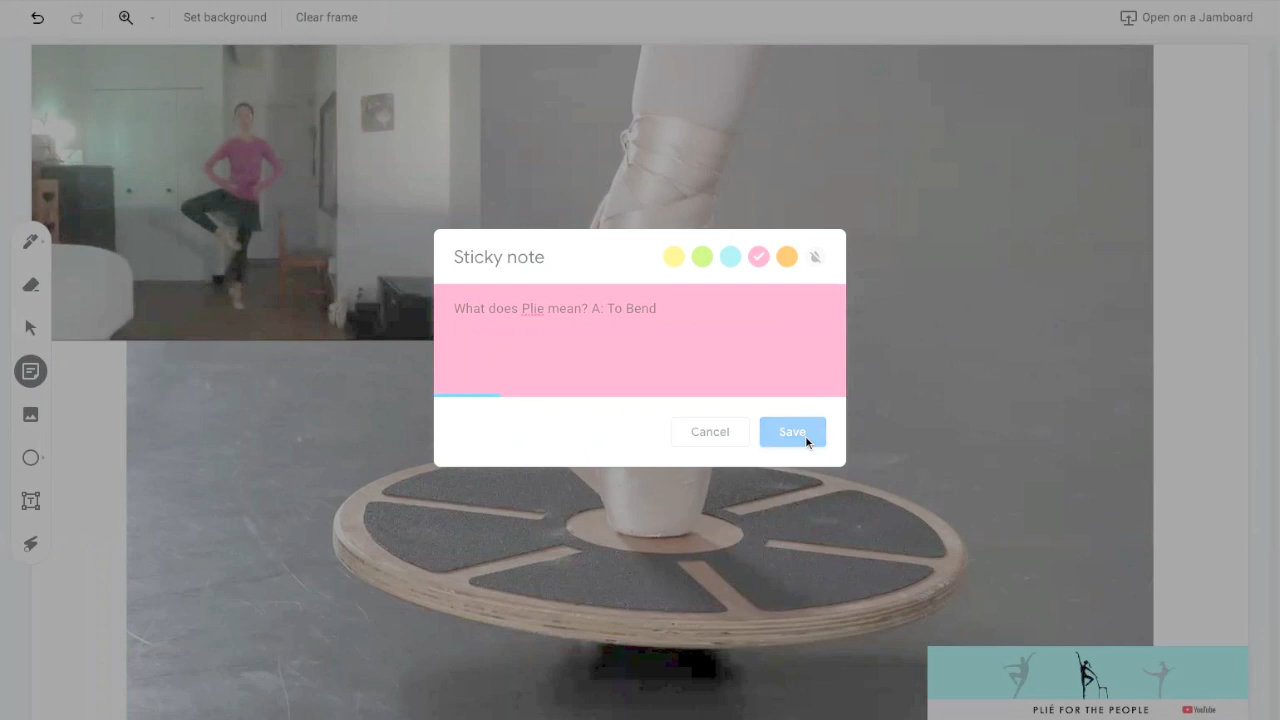 Set background
Clear frame
Open on a Jamboard
Sticky note
What does Plie mean? A: To Bend
Cancel
Save
T
PLIÉ FOR THE PEOPLE
YouTube